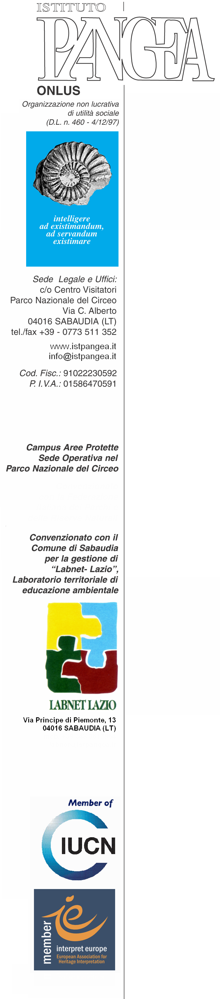 ISTITUTO
PANGEA
ONLUS
Organizzazione non lucrativa
di utilità sociale
(D.L. n. 460 - 4/12/97)
intelligere
ad existimandum,
ad servandum
existimare
Sede Legale e Uffici:
c/o Centro Visitatori
Parco Nazionale del Circeo
Via C. Alberto
04016 SABAUDIA (LT)
tel./fax +39 - 0773 511 352
www.istpangea.it
info@istpangea.it
Cod. Fisc.: 91022230592
P. I.V.A.: 01586470591
Campus Aree Protette
Sede Operativa nel
Parco Nazionale del Circeo
Convenzionato con il
Comune di Sabaudia
per la gestione di
“Labnet- Lazio”,
Laboratorio territoriale di
educazione ambientale
LABNET LAZIO
Via Principe di Piemonte, 13
04016 SABAUDIA (LT)
Member of
IUCN
member
interpret europe
European Association for
Heritage Interpretation